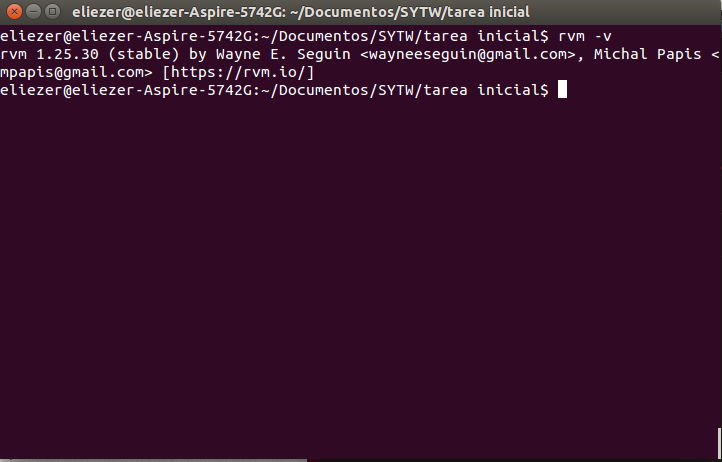 eliezer@eliezer-Aspire-5742G: ~/Documentos/SYTW/tarea inicial
eliezer@eliezer-Aspire-5742G:~/Documentos/SYTW/tarea inicial$ rvm -v
rvm 1.25.30 (stable) by Wayne E. Seguin <wayneeseguin@gmail.com>, Michal Papis <
mpapis@gmail.com> [https://rvm.io/]
eliezer@eliezer-Aspire-5742G:~/Documentos/SYTW/tarea inicial$